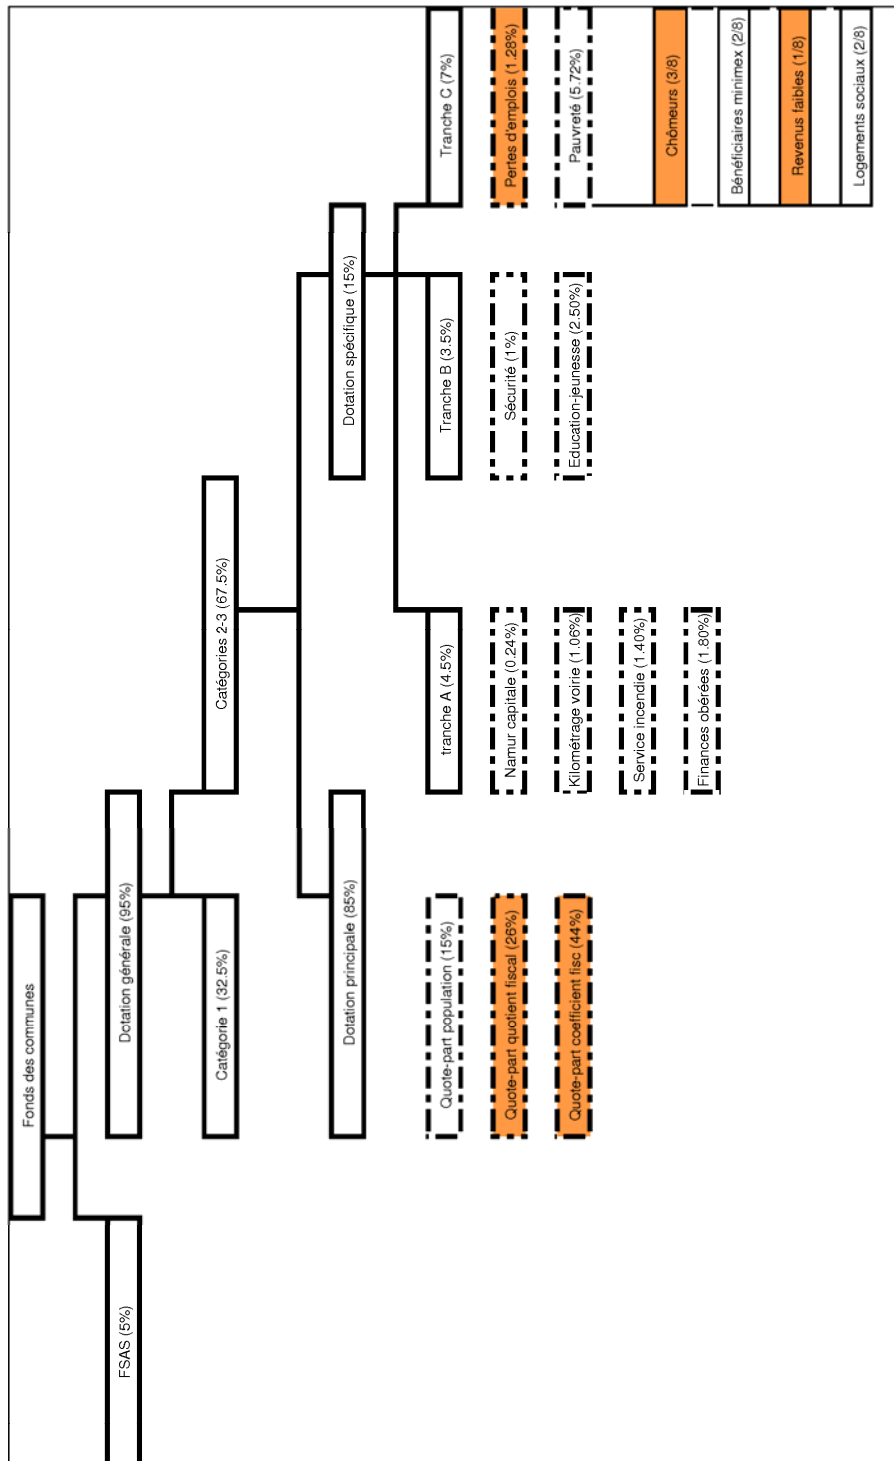 Fonds des communes
FSAS (5%)
Dotation générale (95%)
Catégorie 1 (32.5%)
Catégories 2-3 (67.5%)
Dotation principale (85%)
Dotation spécifique (15%)
Quote-part population (15%)
tranche A (4.5%)
Tranche B (3.5%)
Tranche C (7%)
Quote-part quotient fiscal (26%)
Namur capitale (0.24%)
Sécurité (1%)
Pertes d'emplois (1.28%)
Quote-part coefficient fisc (44%)
Kilométrage voirie (1.06%)
Education-jeunesse (2.50%)
Pauvreté (5.72%)
Service incendie (1.40%)
Chômeurs (3/8)
Finances obérées (1.80%)
Bénéficiaires minimex (2/8)
Revenus faibles (1/8)
Logements sociaux (2/8)